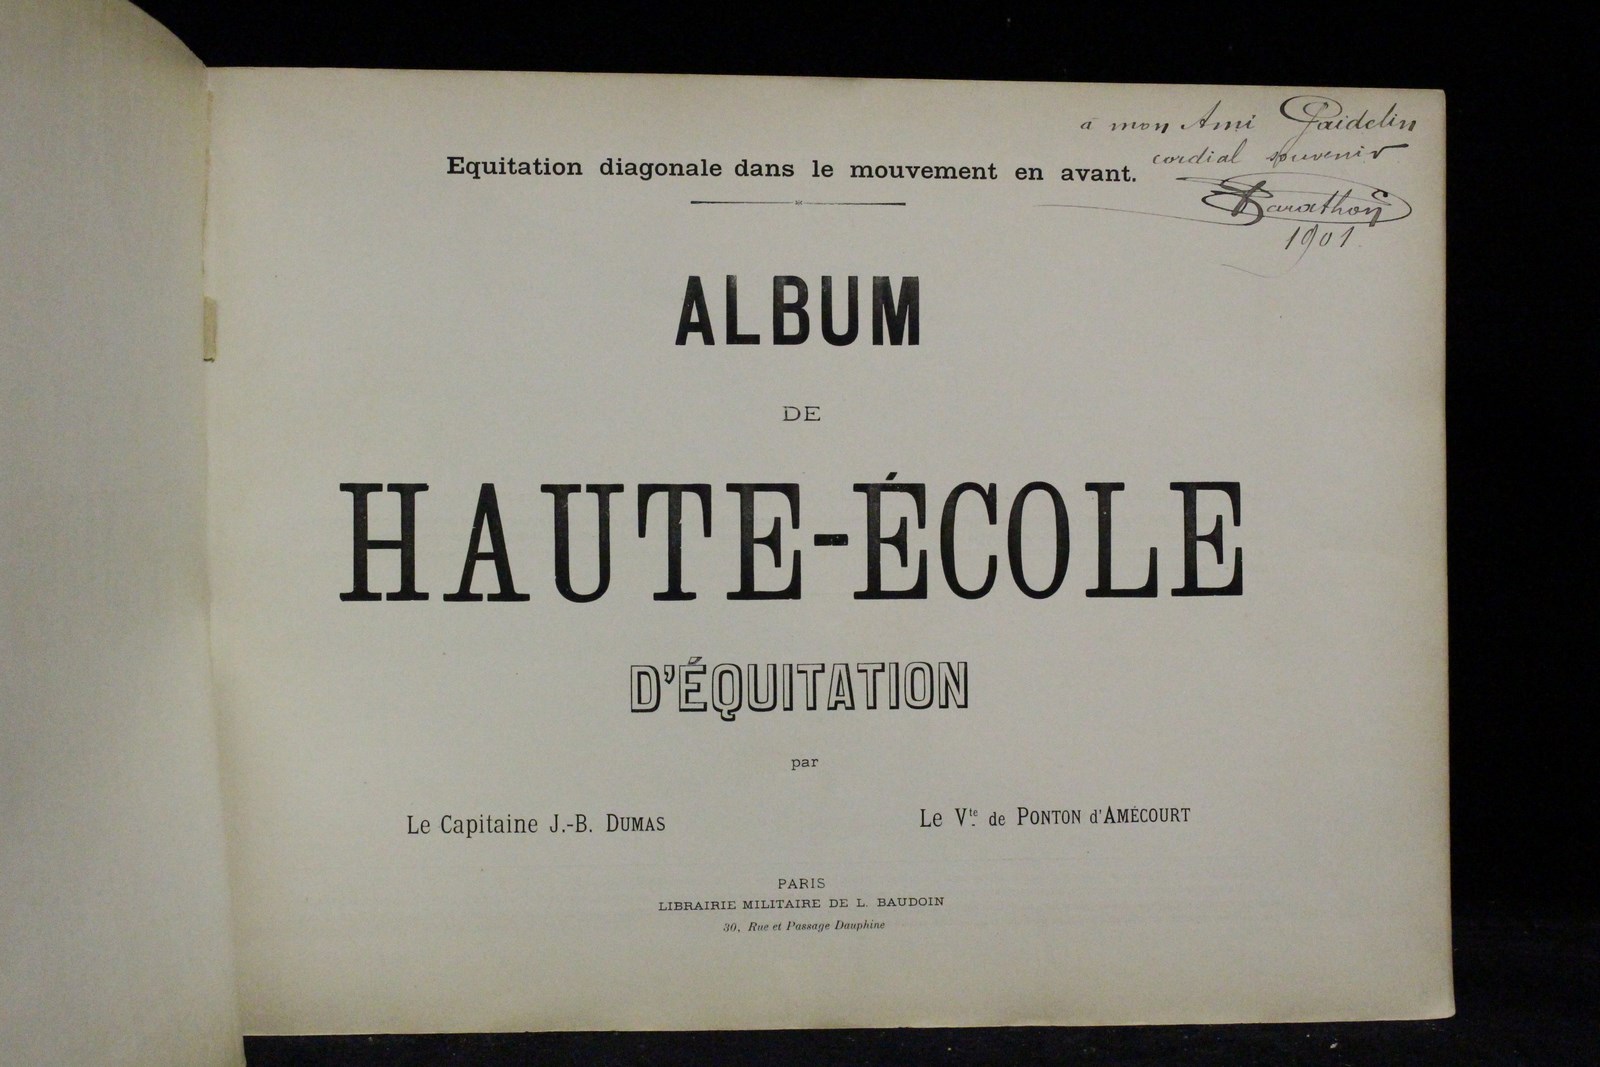 à mon Ami Gaidelin
cordial souvenir
Barathon
1901
Equitation diagonale dans le mouvement en avant.
ALBUM
DE
HAUTE-ÉCOLE
D'ÉQUITATION
par
Le Capitaine J.-B. DUMAS
Le Vte. de PONTON d'AMÉCOURT
PARIS
LIBRAIRIE MILITAIRE DE L. BAUDOIN
30, Rue et Passage Dauphine